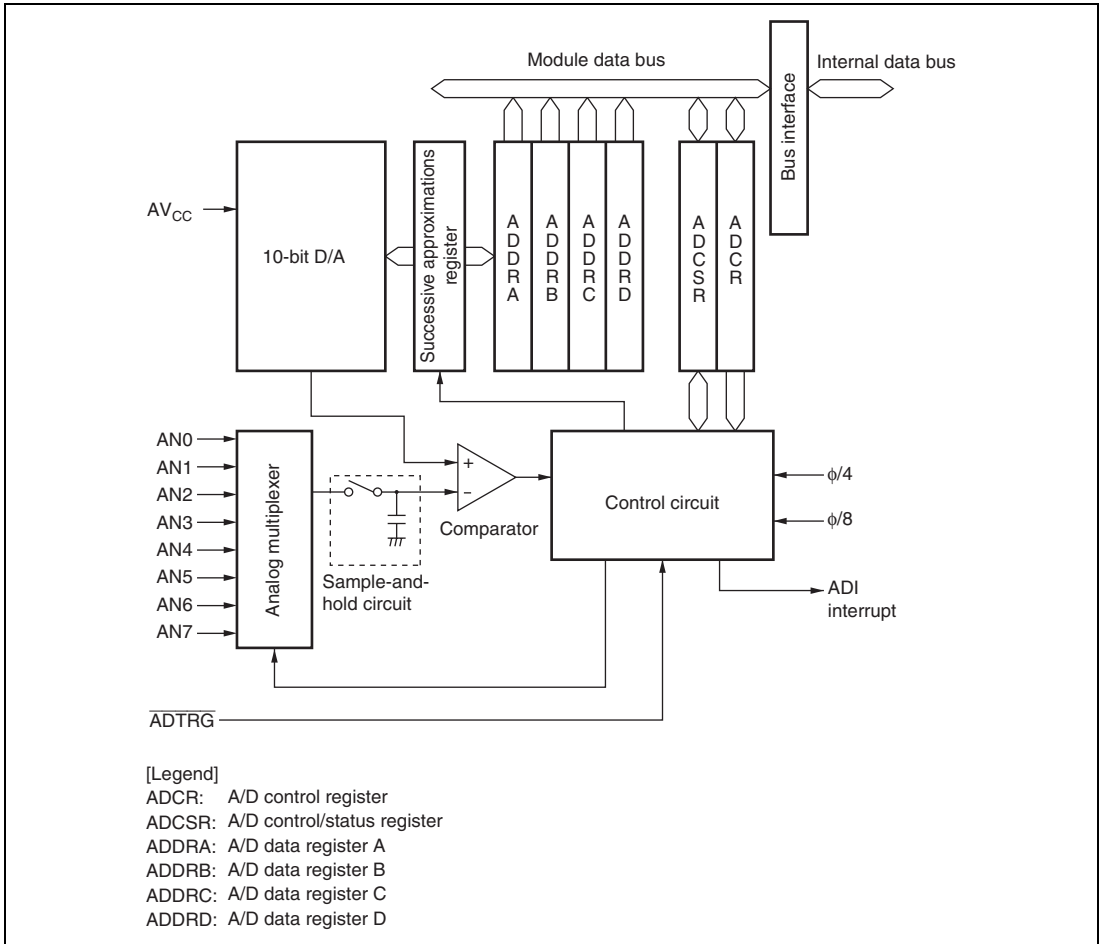 Module data bus
Internal data bus
Bus interface
AVCC
10-bit D/A
Successive approximations
register
ADDRA
ADDRB
ADDRC
ADDRD
ADCSR
ADCR
AN0
AN1
AN2
AN3
AN4
AN5
AN6
AN7
Analog multiplexer
+
−
Comparator
Sample-and-
hold circuit
Control circuit
ϕ/4
ϕ/8
ADI
interrupt
ADTRG
[Legend]
ADCR: A/D control register
ADCSR: A/D control/status register
ADDRA: A/D data register A
ADDRB: A/D data register B
ADDRC: A/D data register C
ADDRD: A/D data register D